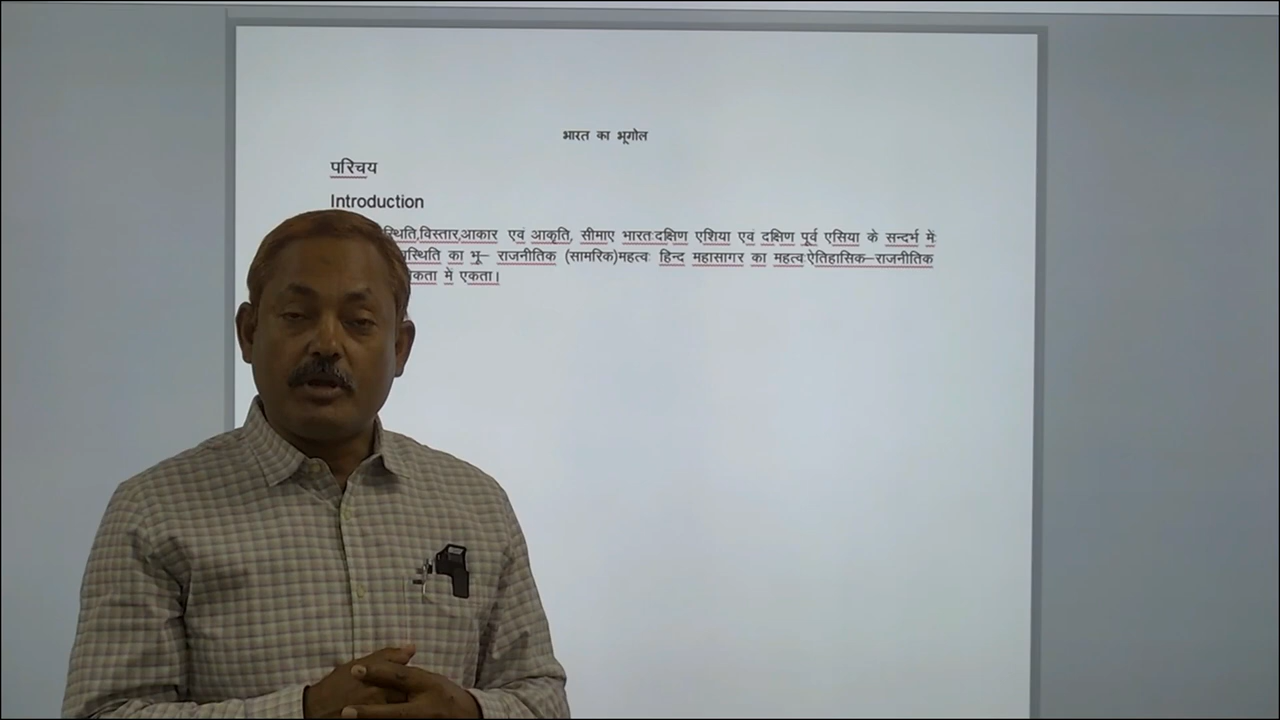 भारत का भूगोल
परिचय
Introduction
विस्तार,आकार एवं आकृति, सीमाए भारतःदक्षिण एशिया एवं दक्षिण पूर्व एसिया के सन्दर्भ में:
का भू– राजनीतिक (सामरिक)महत्व हिन्द महासागर का महत्व ऐतिहासिक–राजनीतिक
में एकता।